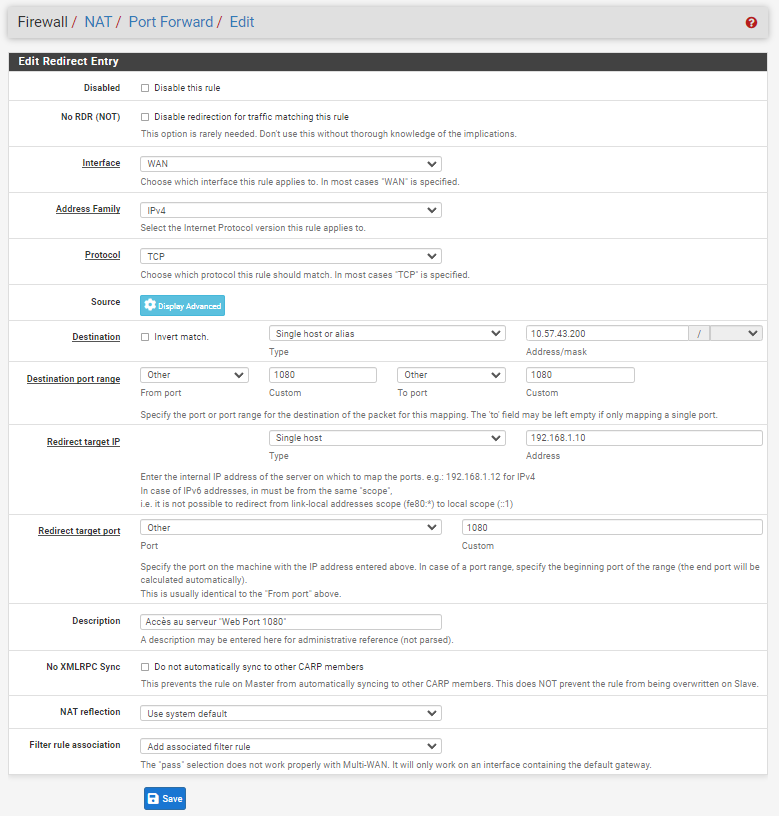 Firewall / NAT / Port Forward / Edit
Edit Redirect Entry
Disabled
Disable this rule
No RDR (NOT)
Disable redirection for traffic matching this rule
This option is rarely needed. Don't use this without thorough knowledge of the implications.
Interface
WAN
Choose which interface this rule applies to. In most cases "WAN" is specified.
Address Family
IPv4
Select the Internet Protocol version this rule applies to.
Protocol
TCP
Choose which protocol this rule should match. In most cases "TCP" is specified.
Source
Display Advanced
Destination
Invert match.
Single host or alias
10.57.43.200
/
Type
Address/mask
Destination port range
Other
1080
Other
1080
From port
Custom
To port
Custom
Specify the port or port range for the destination of the packet for this mapping. The 'to' field may be left empty if only mapping a single port.
Redirect target IP
Single host
192.168.1.10
Type
Address
Enter the internal IP address of the server on which to map the ports. e.g.: 192.168.1.12 for IPv4
In case of IPv6 addresses, in must be from the same "scope",
i.e. it is not possible to redirect from link-local addresses scope (fe80:*) to local scope (::1)
Redirect target port
Other
1080
Port
Custom
Specify the port on the machine with the IP address entered above. In case of a port range, specify the beginning port of the range (the end port will be
calculated automatically).
This is usually identical to the "From port" above.
Description
Accès au serveur "Web Port 1080"
A description may be entered here for administrative reference (not parsed).
No XMLRPC Sync
Do not automatically sync to other CARP members
This prevents the rule on Master from automatically syncing to other CARP members. This does NOT prevent the rule from being overwritten on Slave.
NAT reflection
Use system default
Filter rule association
Add associated filter rule
The "pass" selection does not work properly with Multi-WAN. It will only work on an interface containing the default gateway.
Save